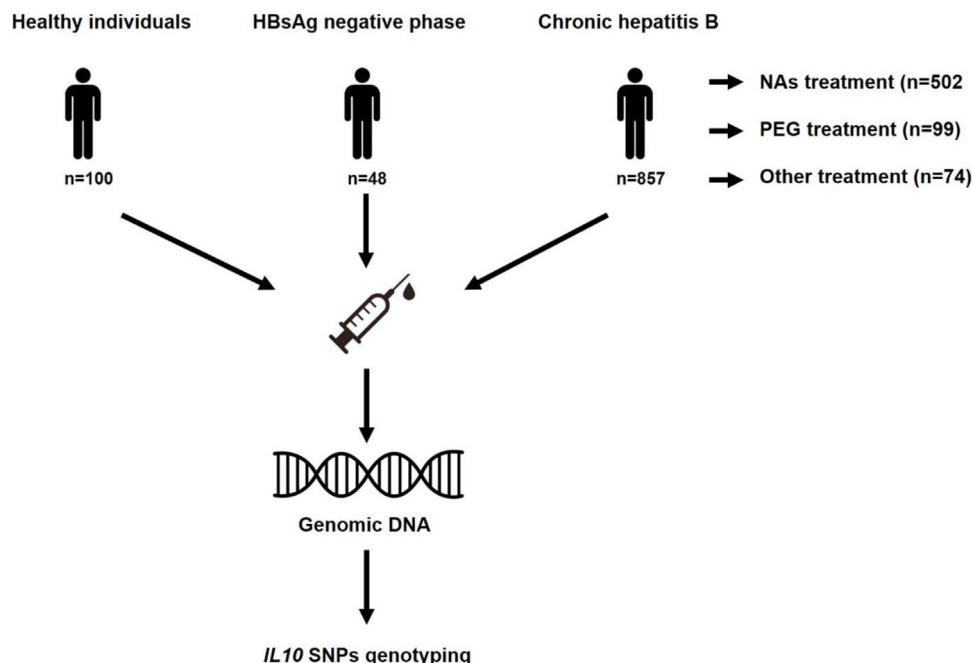 Healthy individuals
HBsAg negative phase
Chronic hepatitis B
n=100
n=48
n=857
NAs treatment (n=502
PEG treatment (n=99)
Other treatment (n=74)
Genomic DNA
IL10 SNPs genotyping